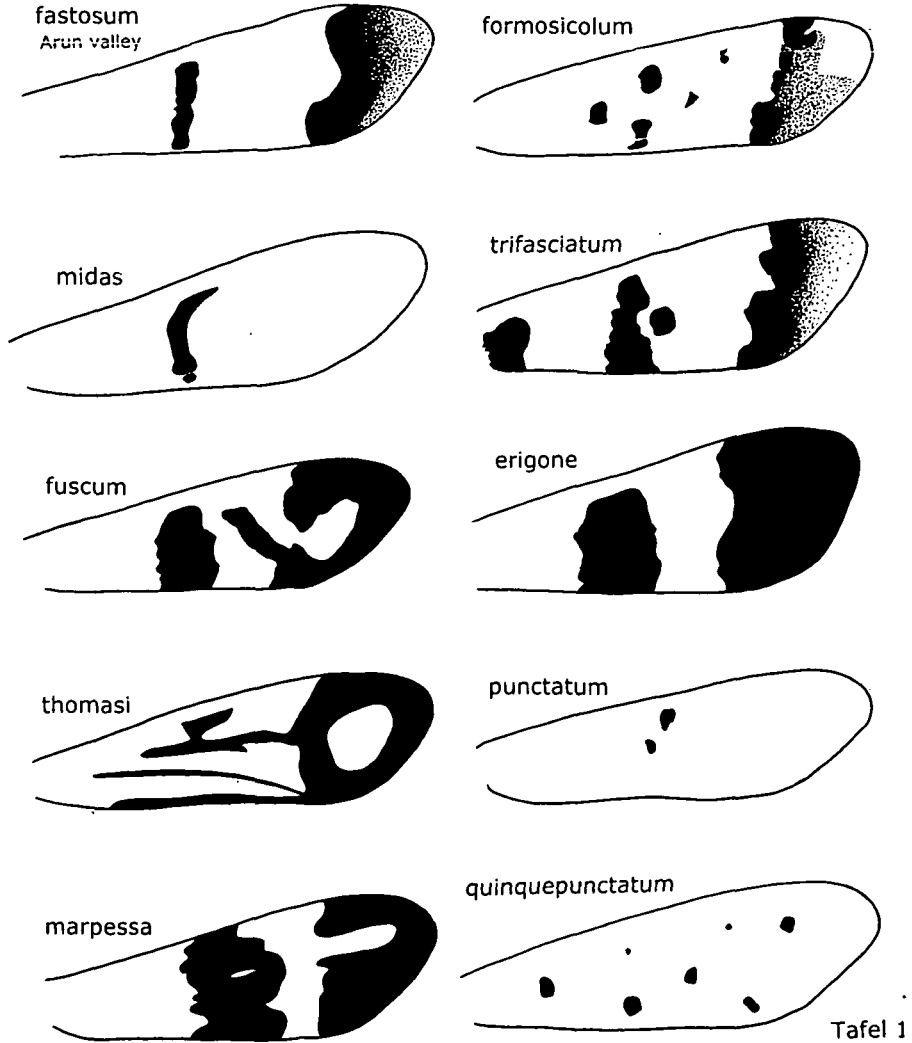 fastosum
Arun valley
formosicolum
midas
trifasciatum
fuscum
erigone
thomasi
punctatum
marpessa
quinquepunctatum
Tafel 1